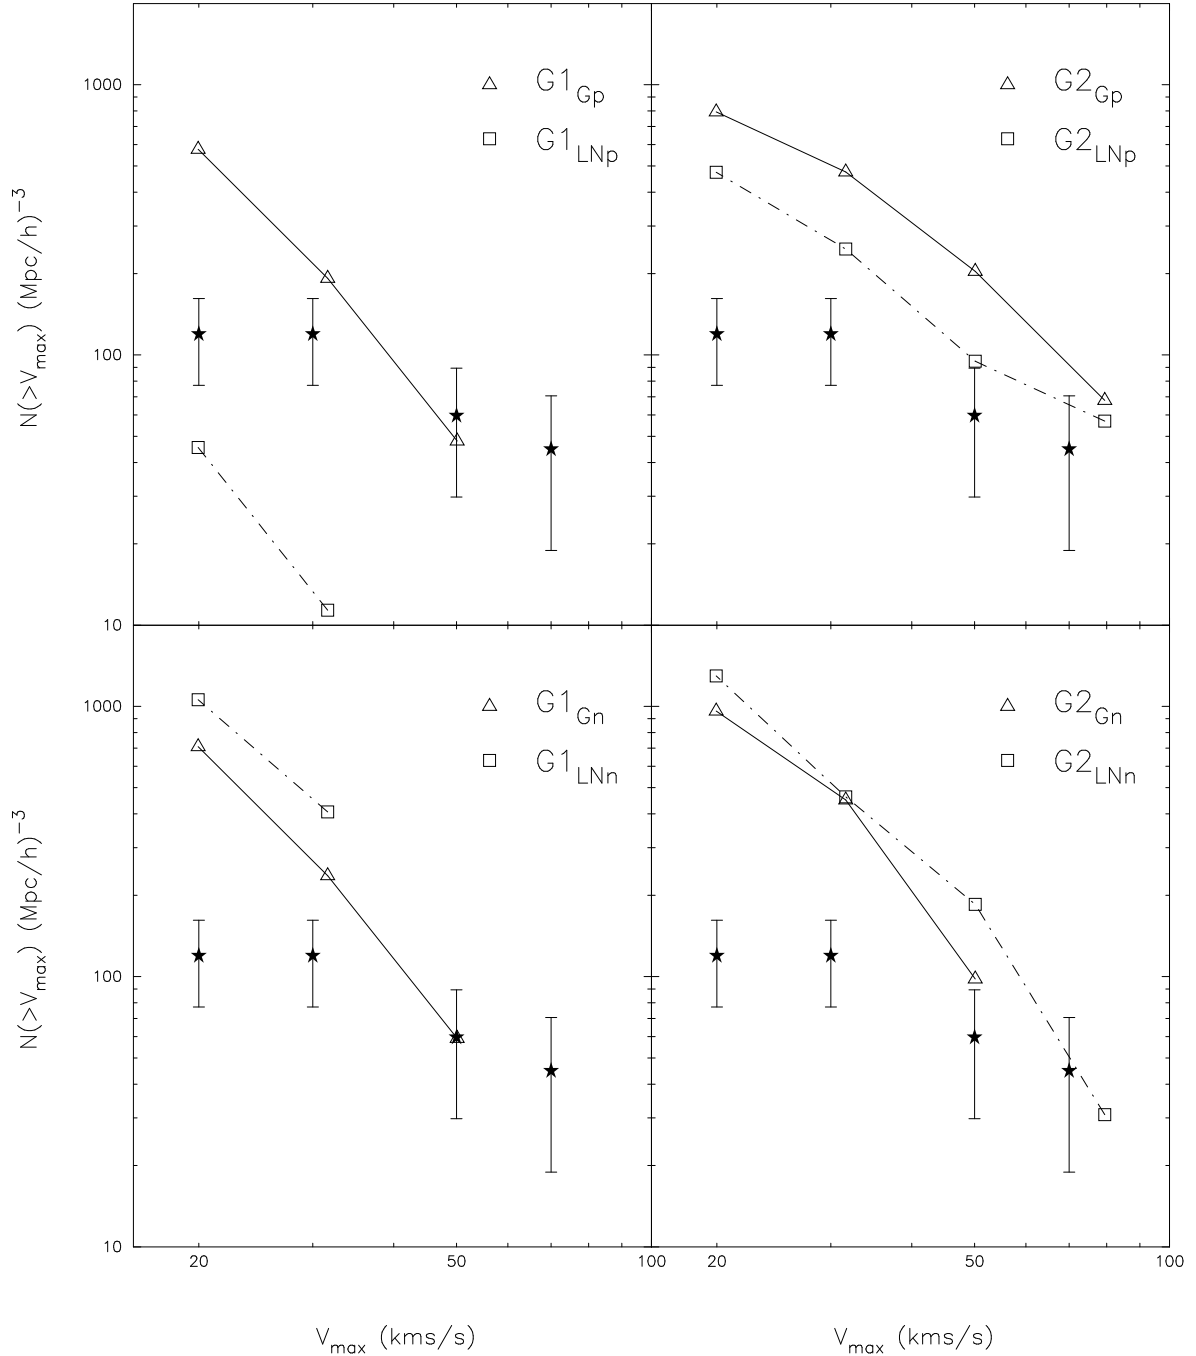 1000
100
10
N(>V_max) (Mpc/h)^−3
G1_Gp
G1_LNp
G2_Gp
G2_LNp
1000
100
10
N(>V_max) (Mpc/h)^−3
G1_Gn
G1_LNn
G2_Gn
G2_LNn
20 50 100 20 50 100
V_max (kms/s) V_max (kms/s)